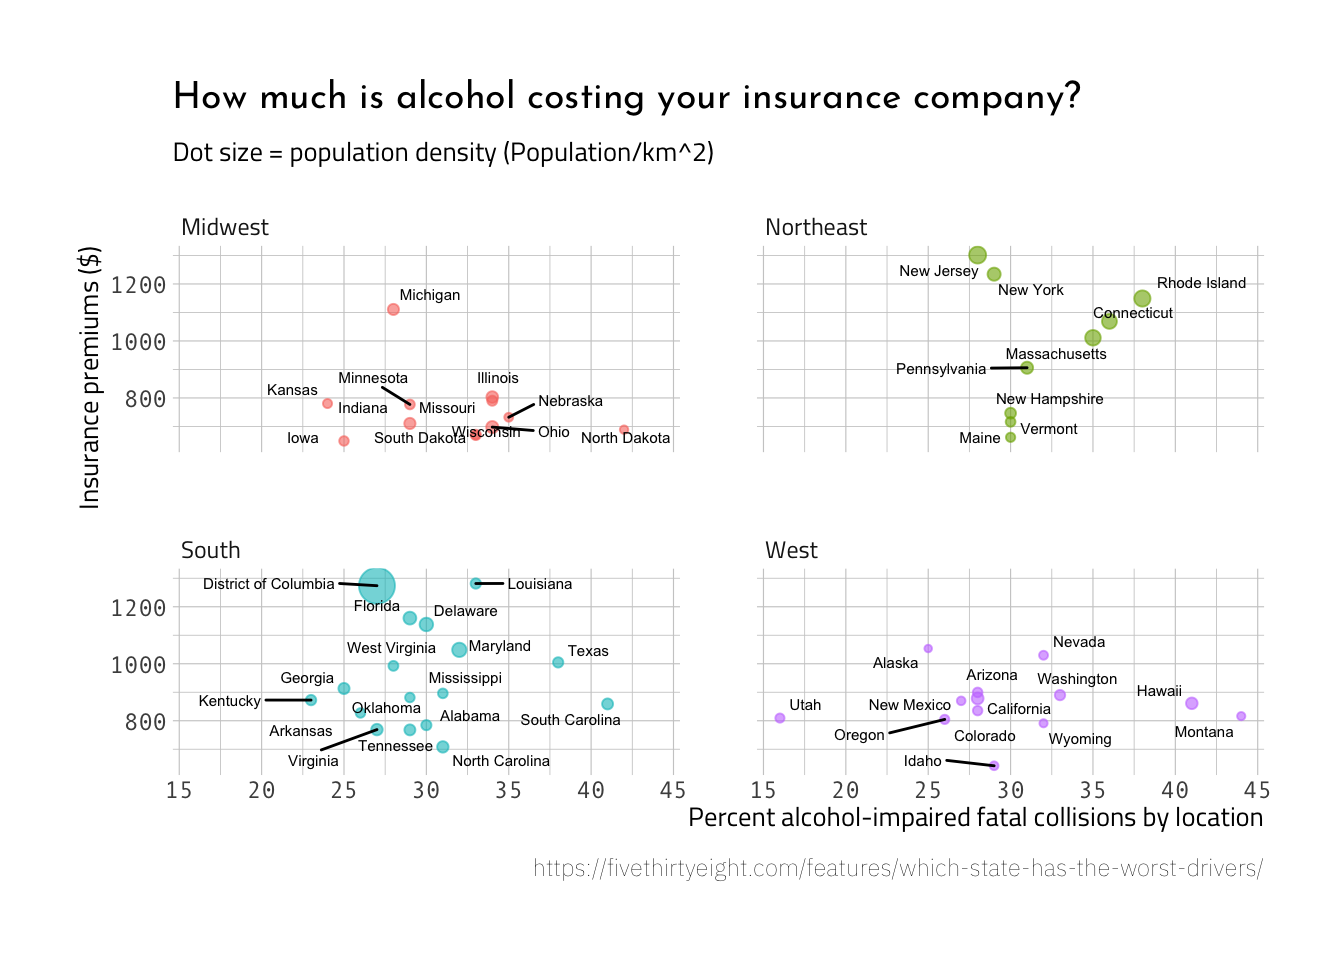 How much is alcohol costing your insurance company?
Dot size = population density (Population/km^2)
Insurance premiums ($)
Midwest
1200
1000
800
Michigan
Minnesota
Illinois
Kansas
Indiana
Missouri
Nebraska
Iowa
South Dakota
Wisconsin
Ohio
North Dakota
Northeast
New Jersey
New York
Rhode Island
Connecticut
Massachusetts
Pennsylvania
New Hampshire
Vermont
Maine
South
1200
1000
800
District of Columbia
Louisiana
Florida
Delaware
West Virginia
Maryland
Texas
Georgia
Mississippi
Kentucky
Oklahoma
Alabama
South Carolina
Arkansas
Tennessee
Virginia
North Carolina
15 20 25 30 35 40 45
West
Nevada
Alaska
Arizona
Washington
Hawaii
Utah
New Mexico
California
Oregon
Colorado
Wyoming
Montana
Idaho
15 20 25 30 35 40 45
Percent alcohol-impaired fatal collisions by location
https://fivethirtyeight.com/features/which-state-has-the-worst-drivers/